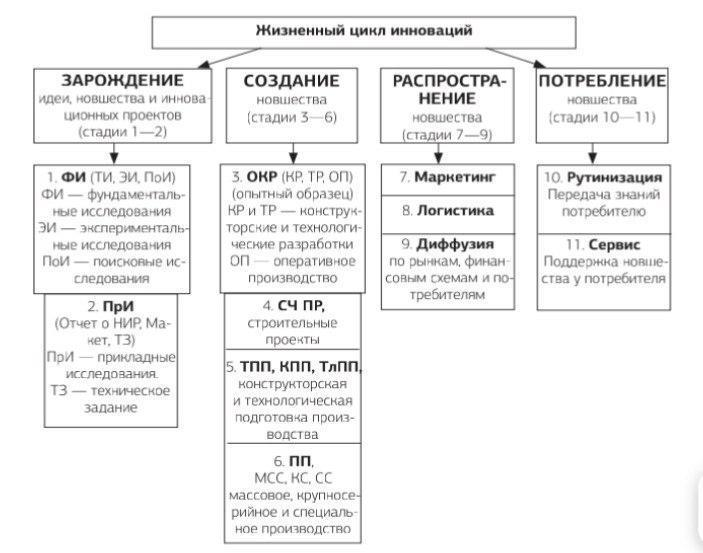 Жизненный цикл инноваций
ЗАРОЖДЕНИЕ
идеи, новшества и иннова-
ционных проектов
(стадии 1—2)
1. ФИ (ТИ, ЭИ, ПоИ)
ФИ — фундаменталь-
ные исследования
ЭИ — эксперименталь-
ные исследования
ПоИ — поисковые ис-
следования
2. ПрИ
(Отчет о НИР, Ма-
кет, ТЗ)
ПрИ — прикладные
исследования.
ТЗ — техническое
задание
СОЗДАНИЕ
новшества
(стадии 3—6)
3. ОКР (КР, ТР, ОП)
(опытный образец)
КР и ТР — конструк-
торские и технологи-
ческие разработки
ОП — оперативное
производство
4. СЧ ПР,
строительные
проекты
5. ТПП, КПП, ТлПП,
конструкторская
и технологическая
подготовка произ-
водства
6. ПП,
МСС, КС, СС
массовое, крупносе-
рийное и специаль-
ное производство
РАСПРОСТРА-
НЕНИЕ
новшества
(стадии 7—9)
7. Маркетинг
8. Логистика
9. Диффузия
по рынкам, финан-
совым схемам и по-
требителям
ПОТРЕБЛЕНИЕ
новшества
(стадии 10—11)
10. Рутинизация
Передача знаний
потребителю
11. Сервис
Поддержка новше-
ства у потребителя